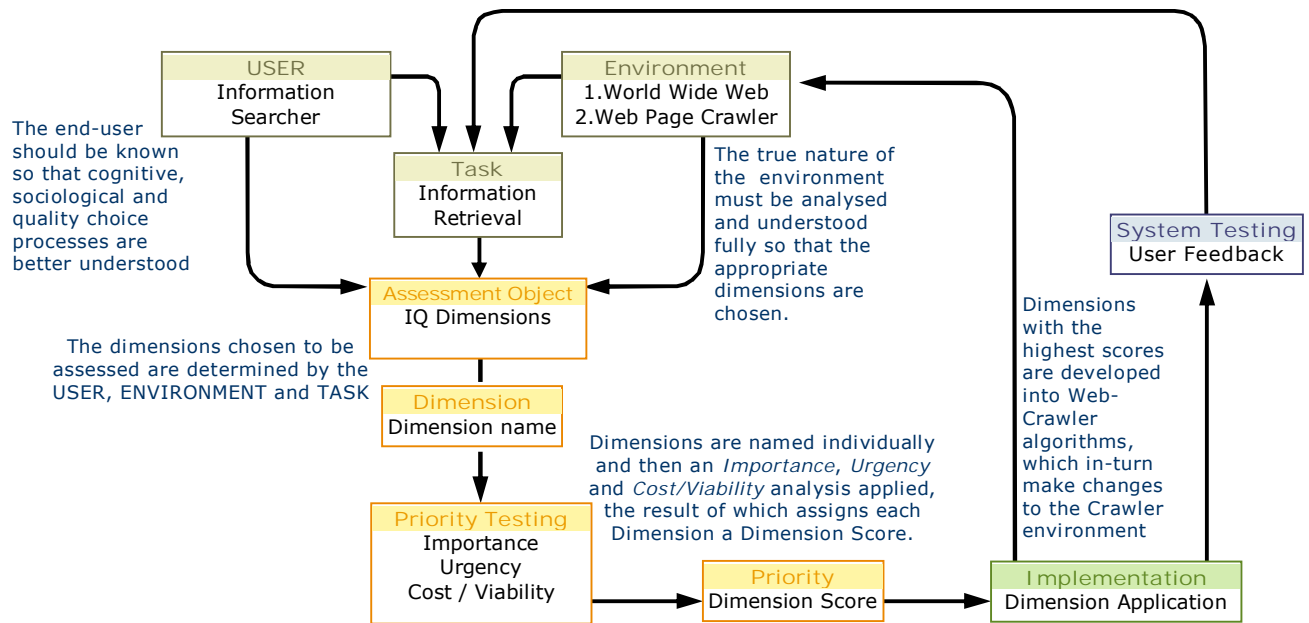 USER
Information
Searcher
Environment
1.World Wide Web
2.Web Page Crawler
The end-user
should be known
so that cognitive,
sociological and
quality choice
processes are
better understood
Task
Information
Retrieval
The true nature of
the environment
must be analysed
and understood
fully so that the
appropriate
dimensions are
chosen.
System Testing
User Feedback
Assessment Object
IQ Dimensions
The dimensions chosen to be
assessed are determined by the
USER, ENVIRONMENT and TASK
Dimension
Dimension name
Dimensions
with the
highest scores
are developed
into Web-
Crawler
algorithms,
which in-turn
make changes
to the Crawler
environment
Dimensions are named individually
and then an Importance, Urgency
and Cost/Viability analysis applied,
the result of which assigns each
Dimension a Dimension Score.
Priority Testing
Importance
Urgency
Cost / Viability
Priority
Dimension Score
Implementation
Dimension Application